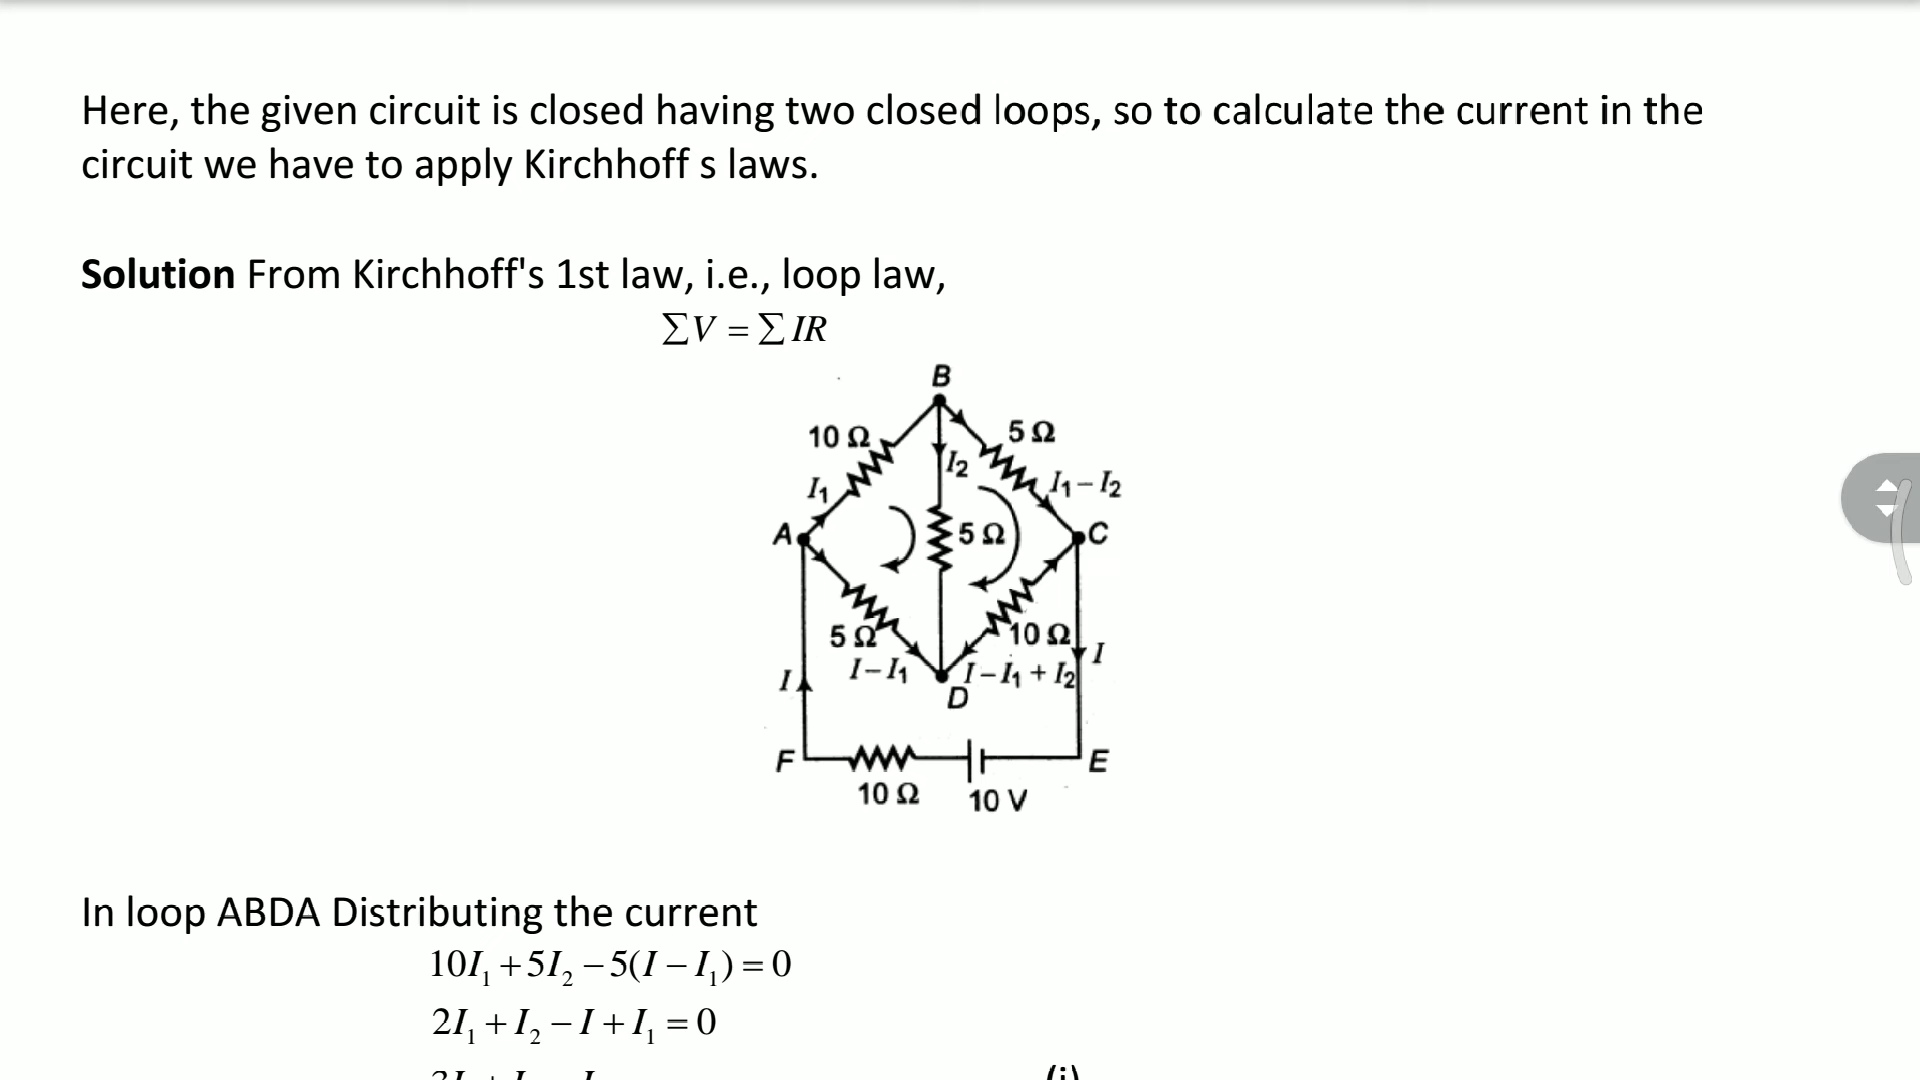 Here, the given circuit is closed having two closed loops, so to calculate the current in the
circuit we have to apply Kirchhoff s laws.
Solution From Kirchhoff's 1st law, i.e., loop law,
∑V = ∑IR
B
10 Ω
5 Ω
I₂
I₁
I₁ – I₂
A
5 Ω
C
5 Ω
10 Ω
I
I – I₁
I – I₁ + I₂
I
D
F
E
10 Ω
10 V
In loop ABDA Distributing the current
10I₁ + 5I₂ – 5(I – I₁) = 0
2I₁ + I₂ – I + I₁ = 0
(i)